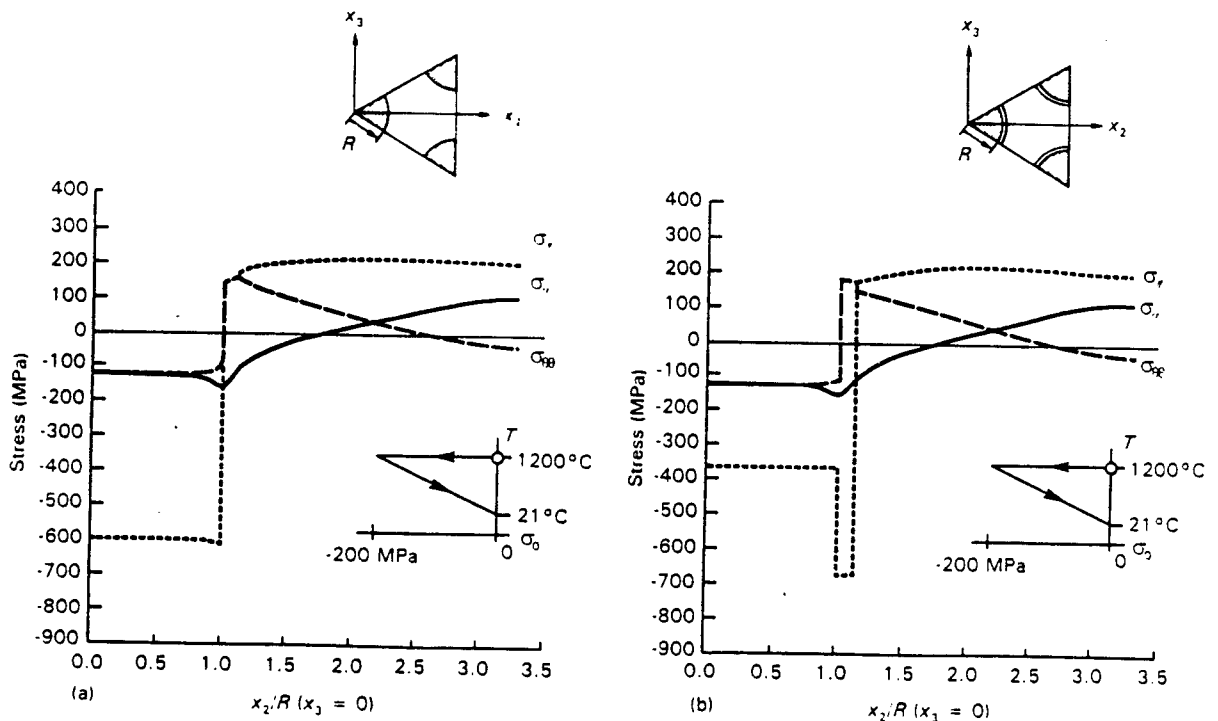 x₃
R
400
300
200
100
0
-100
-200
-300
-400
-500
-600
-700
-800
-900
Stress (MPa)
σθθ
T
1200°C
21°C
-200 MPa
0
σ₀
0.0 0.5 1.0 1.5 2.0 2.5 3.0 3.5
(a)
x₂/R (x₃ = 0)
x₃
x₂
R
400
300
200
100
0
-100
-200
-300
-400
-500
-600
-700
-800
-900
Stress (MPa)
T
1200°C
21°C
-200 MPa
0
0.0 0.5 1.0 1.5 2.0 2.5 3.0 3.5
(b)
x₂/R (x₃ = 0)